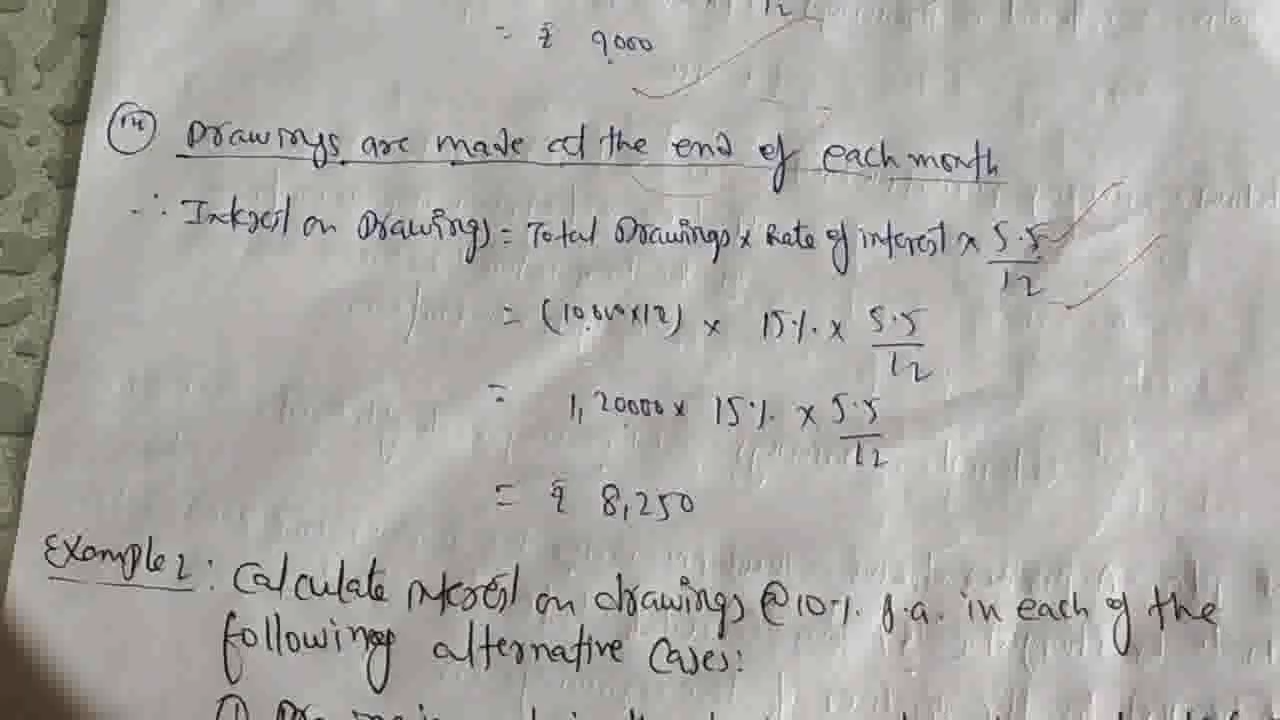 12
= ₹ 9000
Drawings are made at the end of each month
∴ Interest on Drawings = Total Drawings x Rate of interest x 5.5/12
= (10,000x12) x 15% x 5.5/12
= 1,20000 x 15% x 5.5/12
= ₹ 8,250
Example 2: Calculate interest on drawings @10% p.a. in each of the
following alternative Cases: